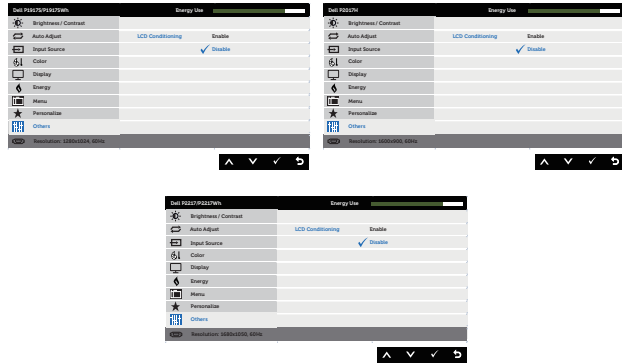 Dell P1917S/P1917SWh Energy Use
Brightness / Contrast
Auto Adjust LCD Conditioning Enable
Input Source Disable
Color
Display
Energy
Menu
Personalize
Others
Resolution: 1280x1024, 60Hz
Dell P2017H Energy Use
Brightness / Contrast
Auto Adjust LCD Conditioning Enable
Input Source Disable
Color
Display
Energy
Menu
Personalize
Others
Resolution: 1600x900, 60Hz
Dell P2217/P2217Wh Energy Use
Brightness / Contrast
Auto Adjust LCD Conditioning Enable
Input Source Disable
Color
Display
Energy
Menu
Personalize
Others
Resolution: 1680x1050, 60Hz